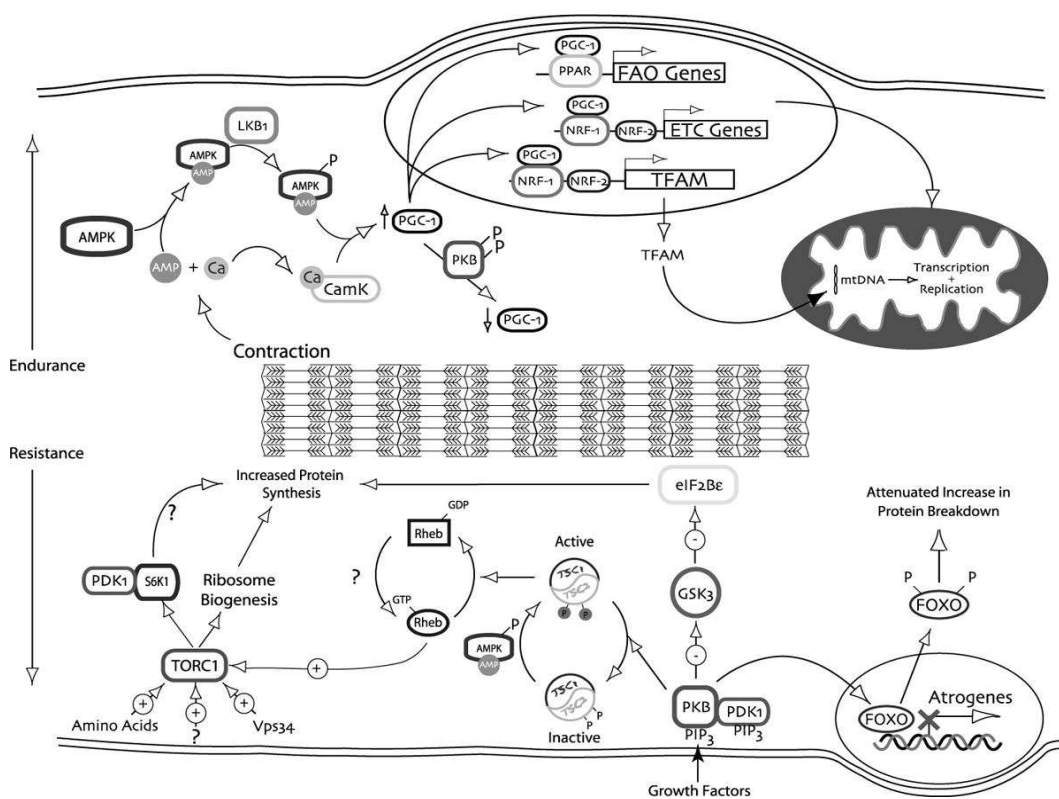 PGC-1
PPAR
FAO Genes
PGC-1
NRF-1
NRF-2
ETC Genes
PGC-1
NRF-1
NRF-2
TFAM
LKB1
AMPK
AMP
P
AMPK
AMP
AMPK
AMP
+
Ca
Ca
CamK
PGC-1
PKB
P
P
PGC-1
TFAM
mtDNA
Transcription
+
Replication
Contraction
Endurance
Resistance
Increased Protein
Synthesis
?
PDK1
S6K1
Ribosome
Biogenesis
TORC1
+
+
+
Amino Acids
?
Vps34
GDP
Rheb
?
GTP
Rheb
+
Active
TSC1
TSC2
P
P
P
AMPK
AMP
TSC1
TSC2
P
P
Inactive
eIF2Bε
-
GSK3
-
PKB
PDK1
PIP3
PIP3
Growth Factors
Attenuated Increase in
Protein Breakdown
P
P
FOXO
FOXO
Atrogenes